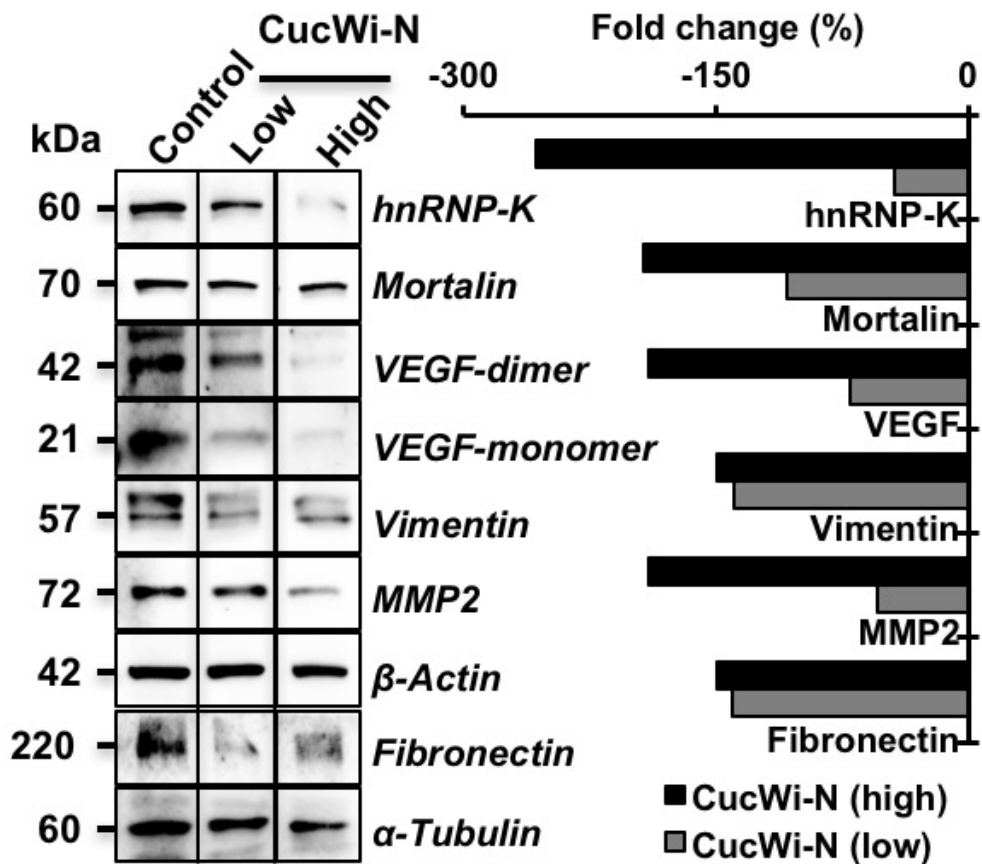 CucWi-N
Control
Low
High
kDa
60
hnRNP-K
70
Mortalin
42
VEGF-dimer
21
VEGF-monomer
57
Vimentin
72
MMP2
42
β-Actin
220
Fibronectin
60
α-Tubulin
Fold change (%)
-300 -150 0
hnRNP-K
Mortalin
VEGF
Vimentin
MMP2
Fibronectin
CucWi-N (high)
CucWi-N (low)